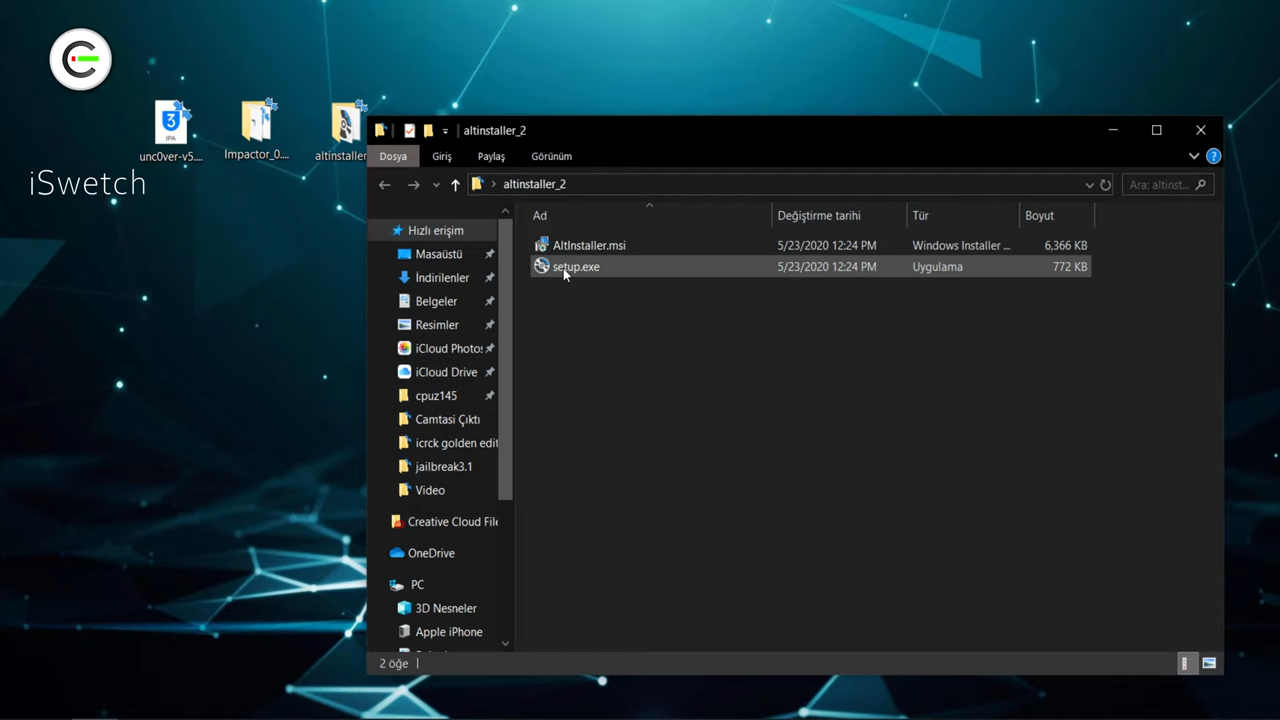 iSwetch
3
IPA
unc0ver-v5....
Impactor_0....
altinstaller
altinstaller_2
Dosya
Giriş
Paylaş
Görünüm
altinstaller_2
Ara: altinst...
Ad
Değiştirme tarihi
Tür
Boyut
AltInstaller.msi
5/23/2020 12:24 PM
Windows Installer ...
6,366 KB
setup.exe
5/23/2020 12:24 PM
Uygulama
772 KB
Hızlı erişim
Masaüstü
İndirilenler
Belgeler
Resimler
iCloud Photos
iCloud Drive
cpuz145
Camtasi Çıktı
icrck golden edit
jailbreak3.1
Video
Creative Cloud File
OneDrive
PC
3D Nesneler
Apple iPhone
2 öğe